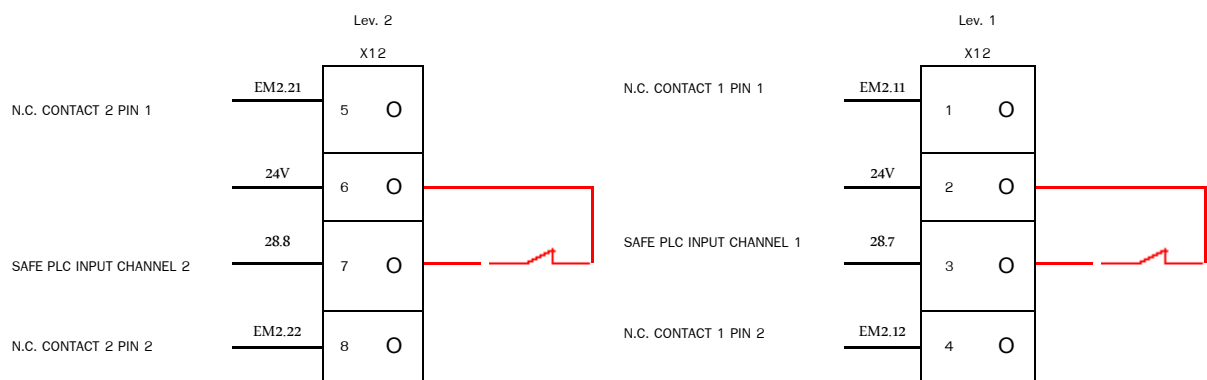 Lev. 2
X12
EM2.21
N.C. CONTACT 2 PIN 1
5 O
24V
6 O
28.8
SAFE PLC INPUT CHANNEL 2
7 O
EM2.22
N.C. CONTACT 2 PIN 2
8 O
Lev. 1
X12
N.C. CONTACT 1 PIN 1
EM2.11
1 O
24V
2 O
SAFE PLC INPUT CHANNEL 1
28.7
3 O
N.C. CONTACT 1 PIN 2
EM2.12
4 O